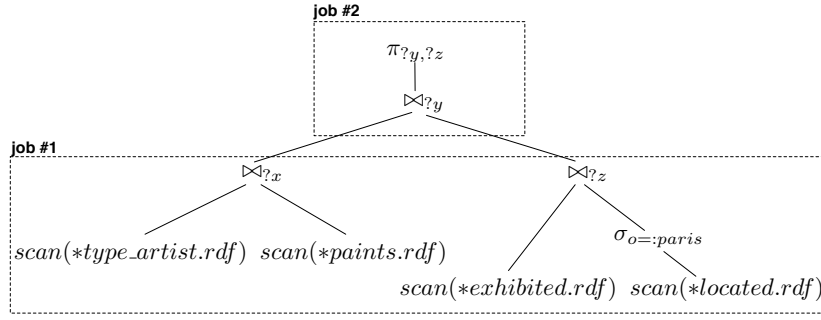 job #2
π?y,?z
⋈?y
job #1
⋈?x
⋈?z
scan(*type_artist.rdf) scan(*paints.rdf)
σo=:paris
scan(*exhibited.rdf) scan(*located.rdf)